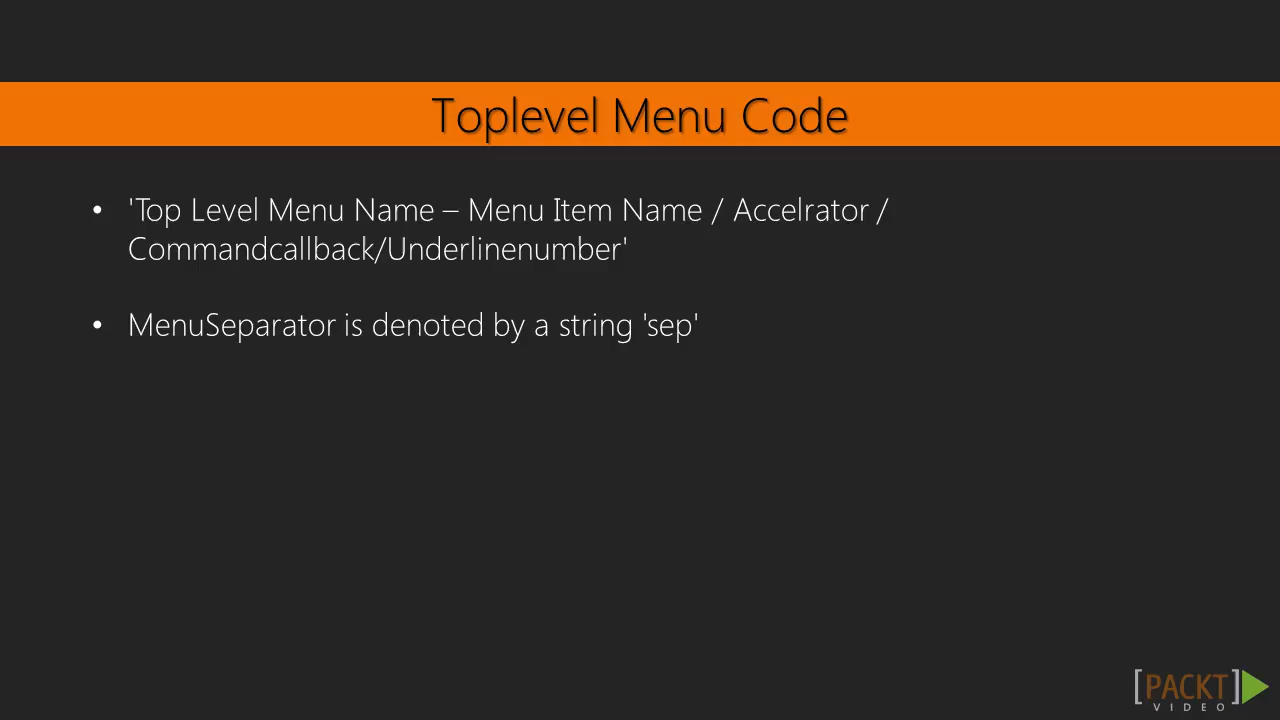 Toplevel Menu Code
• 'Top Level Menu Name – Menu Item Name / Accelrator /
Commandcallback/Underlinenumber'
• MenuSeparator is denoted by a string 'sep'
[PACKT]
VIDEO